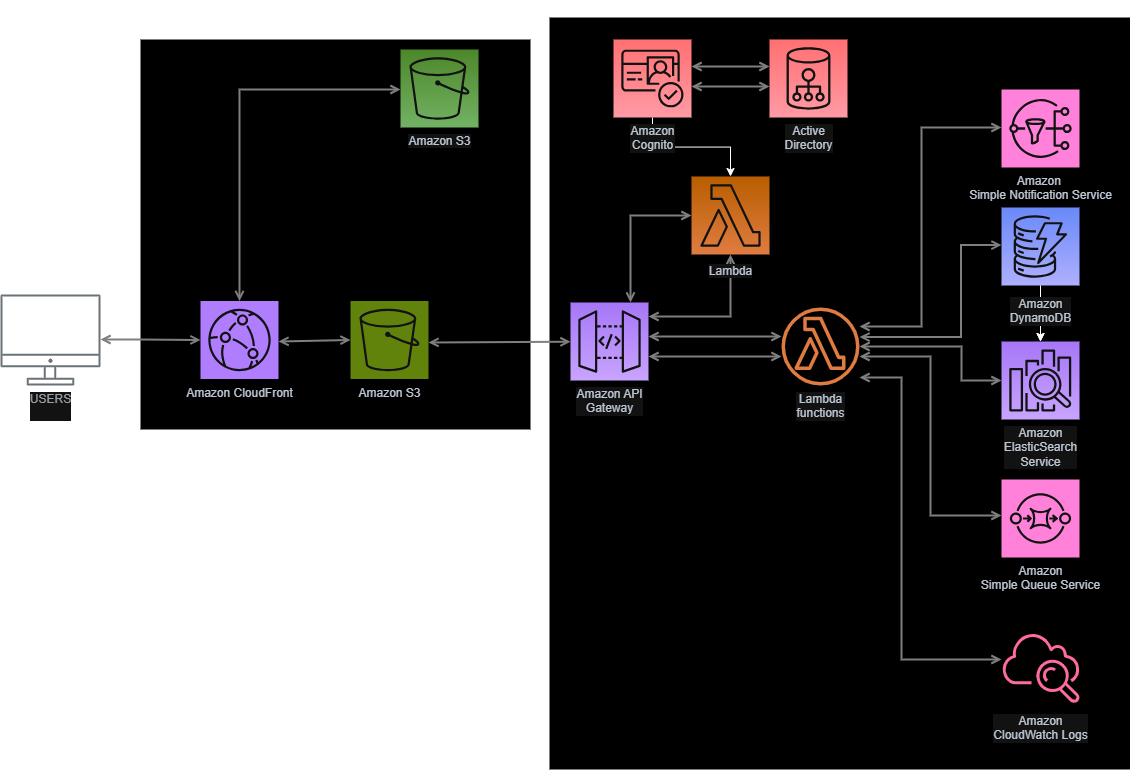 USERS
Amazon S3
Amazon CloudFront
Amazon S3
Amazon
Cognito
Active
Directory
Lambda
Amazon API
Gateway
</>
Lambda
functions
Amazon
Simple Notification Service
Amazon
DynamoDB
Amazon
ElasticSearch
Service
Amazon
Simple Queue Service
Amazon
CloudWatch Logs